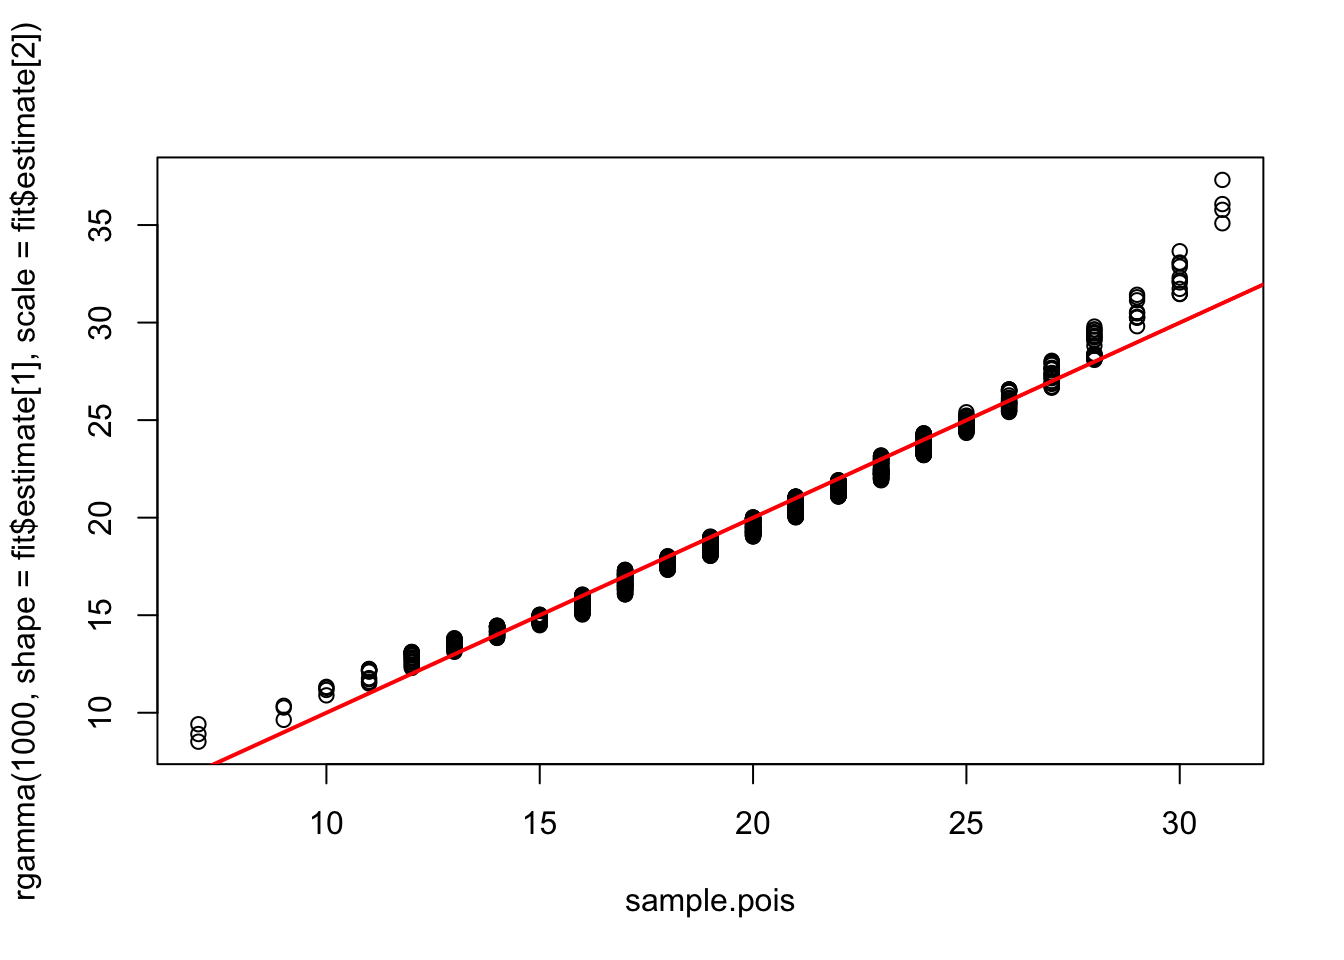 rgamma(1000, shape = fit$estimate[1], scale = fit$estimate[2])
35
30
25
20
15
10
10 15 20 25 30
sample.pois